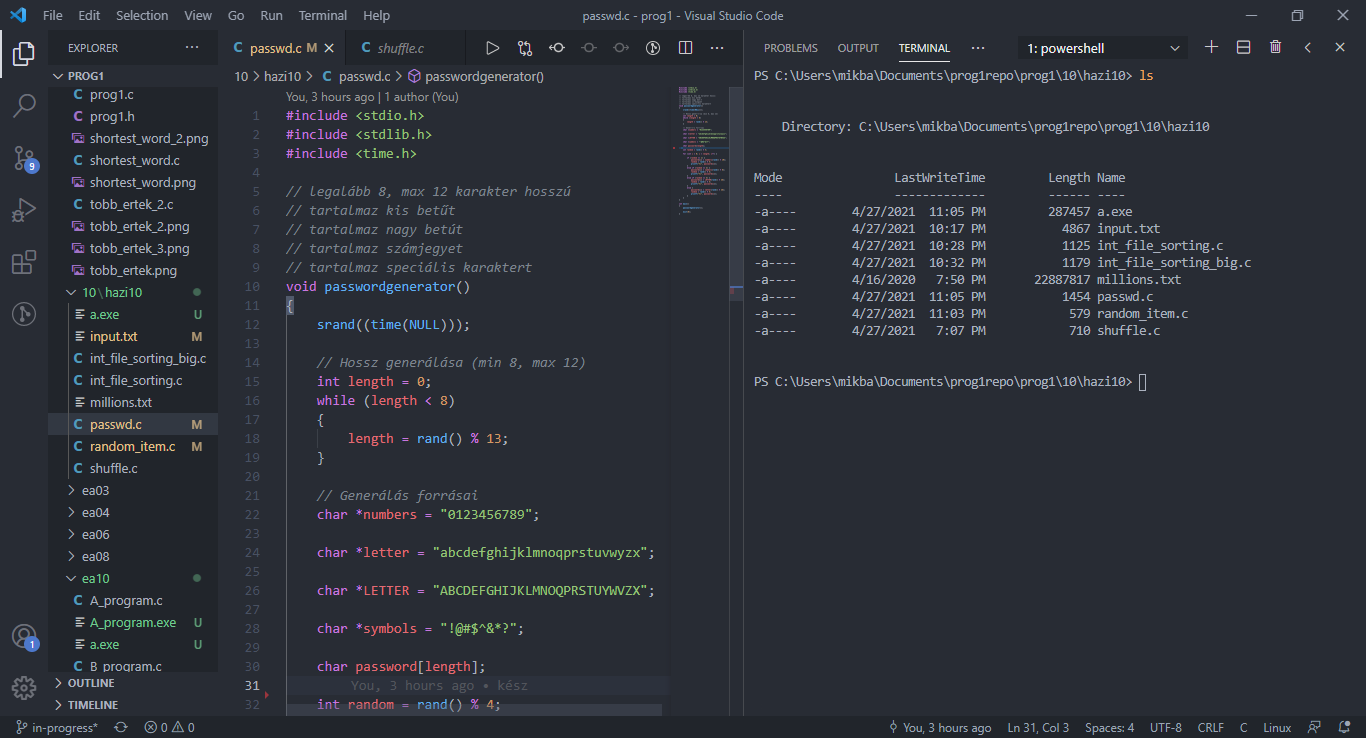 File Edit Selection View Go Run Terminal Help
passwd.c - prog1 - Visual Studio Code
EXPLORER ···
PROG1
prog1.c
prog1.h
shortest_word_2.png
shortest_word.c
shortest_word.png
tobb_ertek_2.c
tobb_ertek_2.png
tobb_ertek_3.png
tobb_ertek.png
10\hazi10
a.exe U
input.txt M
int_file_sorting_big.c
int_file_sorting.c
millions.txt
passwd.c M
random_item.c M
shuffle.c
ea03
ea04
ea06
ea08
ea10
A_program.c
A_program.exe U
a.exe U
B_program.c
OUTLINE
TIMELINE
9
1
passwd.c M
shuffle.c
10 > hazi10 > C passwd.c > passwordgenerator()
You, 3 hours ago | 1 author (You)
1 #include <stdio.h>
2 #include <stdlib.h>
3 #include <time.h>
4
5 // legalább 8, max 12 karakter hosszú
6 // tartalmaz kis betűt
7 // tartalmaz nagy betút
8 // tartalmaz számjegyet
9 // tartalmaz speciális karaktert
10 void passwordgenerator()
11 {
12 srand((time(NULL)));
13
14 // Hossz generálása (min 8, max 12)
15 int length = 0;
16 while (length < 8)
17 {
18 length = rand() % 13;
19 }
20
21 // Generálás forrásai
22 char *numbers = "0123456789";
23
24 char *letter = "abcdefghijklmnoqprstuvwyzx";
25
26 char *LETTER = "ABCDEFGHIJKLMNOQPRSTUYWVZX";
27
28 char *symbols = "!@#$^&*?";
29
30 char password[length];
31 You, 3 hours ago • kész
32 int random = rand() % 4;
PROBLEMS OUTPUT TERMINAL ··· 1: powershell
PS C:\Users\mikba\Documents\prog1repo\prog1\10\hazi10> ls
Directory: C:\Users\mikba\Documents\prog1repo\prog1\10\hazi10
Mode LastWriteTime Length Name
---- ------------- ------ ----
-a---- 4/27/2021 11:05 PM 287457 a.exe
-a---- 4/27/2021 10:17 PM 4867 input.txt
-a---- 4/27/2021 10:28 PM 1125 int_file_sorting.c
-a---- 4/27/2021 10:32 PM 1179 int_file_sorting_big.c
-a---- 4/16/2020 7:50 PM 22887817 millions.txt
-a---- 4/27/2021 11:05 PM 1454 passwd.c
-a---- 4/27/2021 11:03 PM 579 random_item.c
-a---- 4/27/2021 7:07 PM 710 shuffle.c
PS C:\Users\mikba\Documents\prog1repo\prog1\10\hazi10>
in-progress* 0 0 You, 3 hours ago Ln 31, Col 3 Spaces: 4 UTF-8 CRLF C Linux